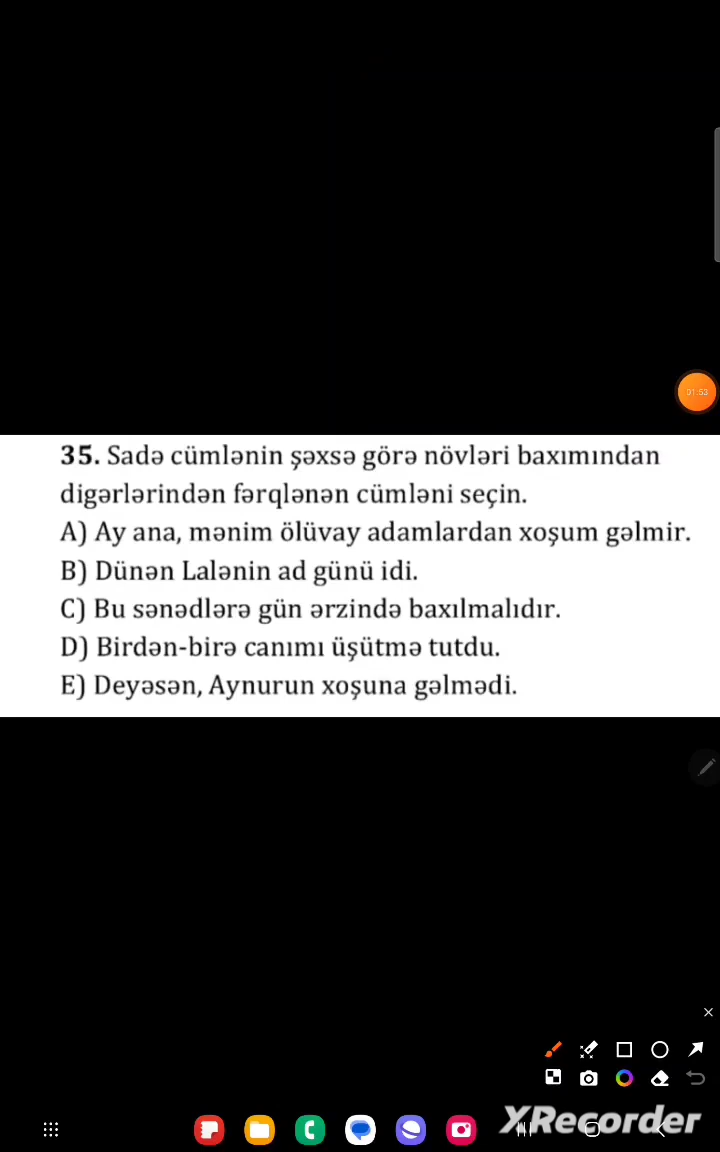 01:53
35. Sadə cümlənin şəxsə görə növləri baxımından
digərlərindən fərqlənən cümləni seçin.
A) Ay ana, mənim ölüvay adamlardan xoşum gəlmir.
B) Dünən Lalənin ad günü idi.
C) Bu sənədlərə gün ərzində baxılmalıdır.
D) Birdən-birə canımı üşütmə tutdu.
E) Deyəsən, Aynurun xoşuna gəlmədi.
XRecorder